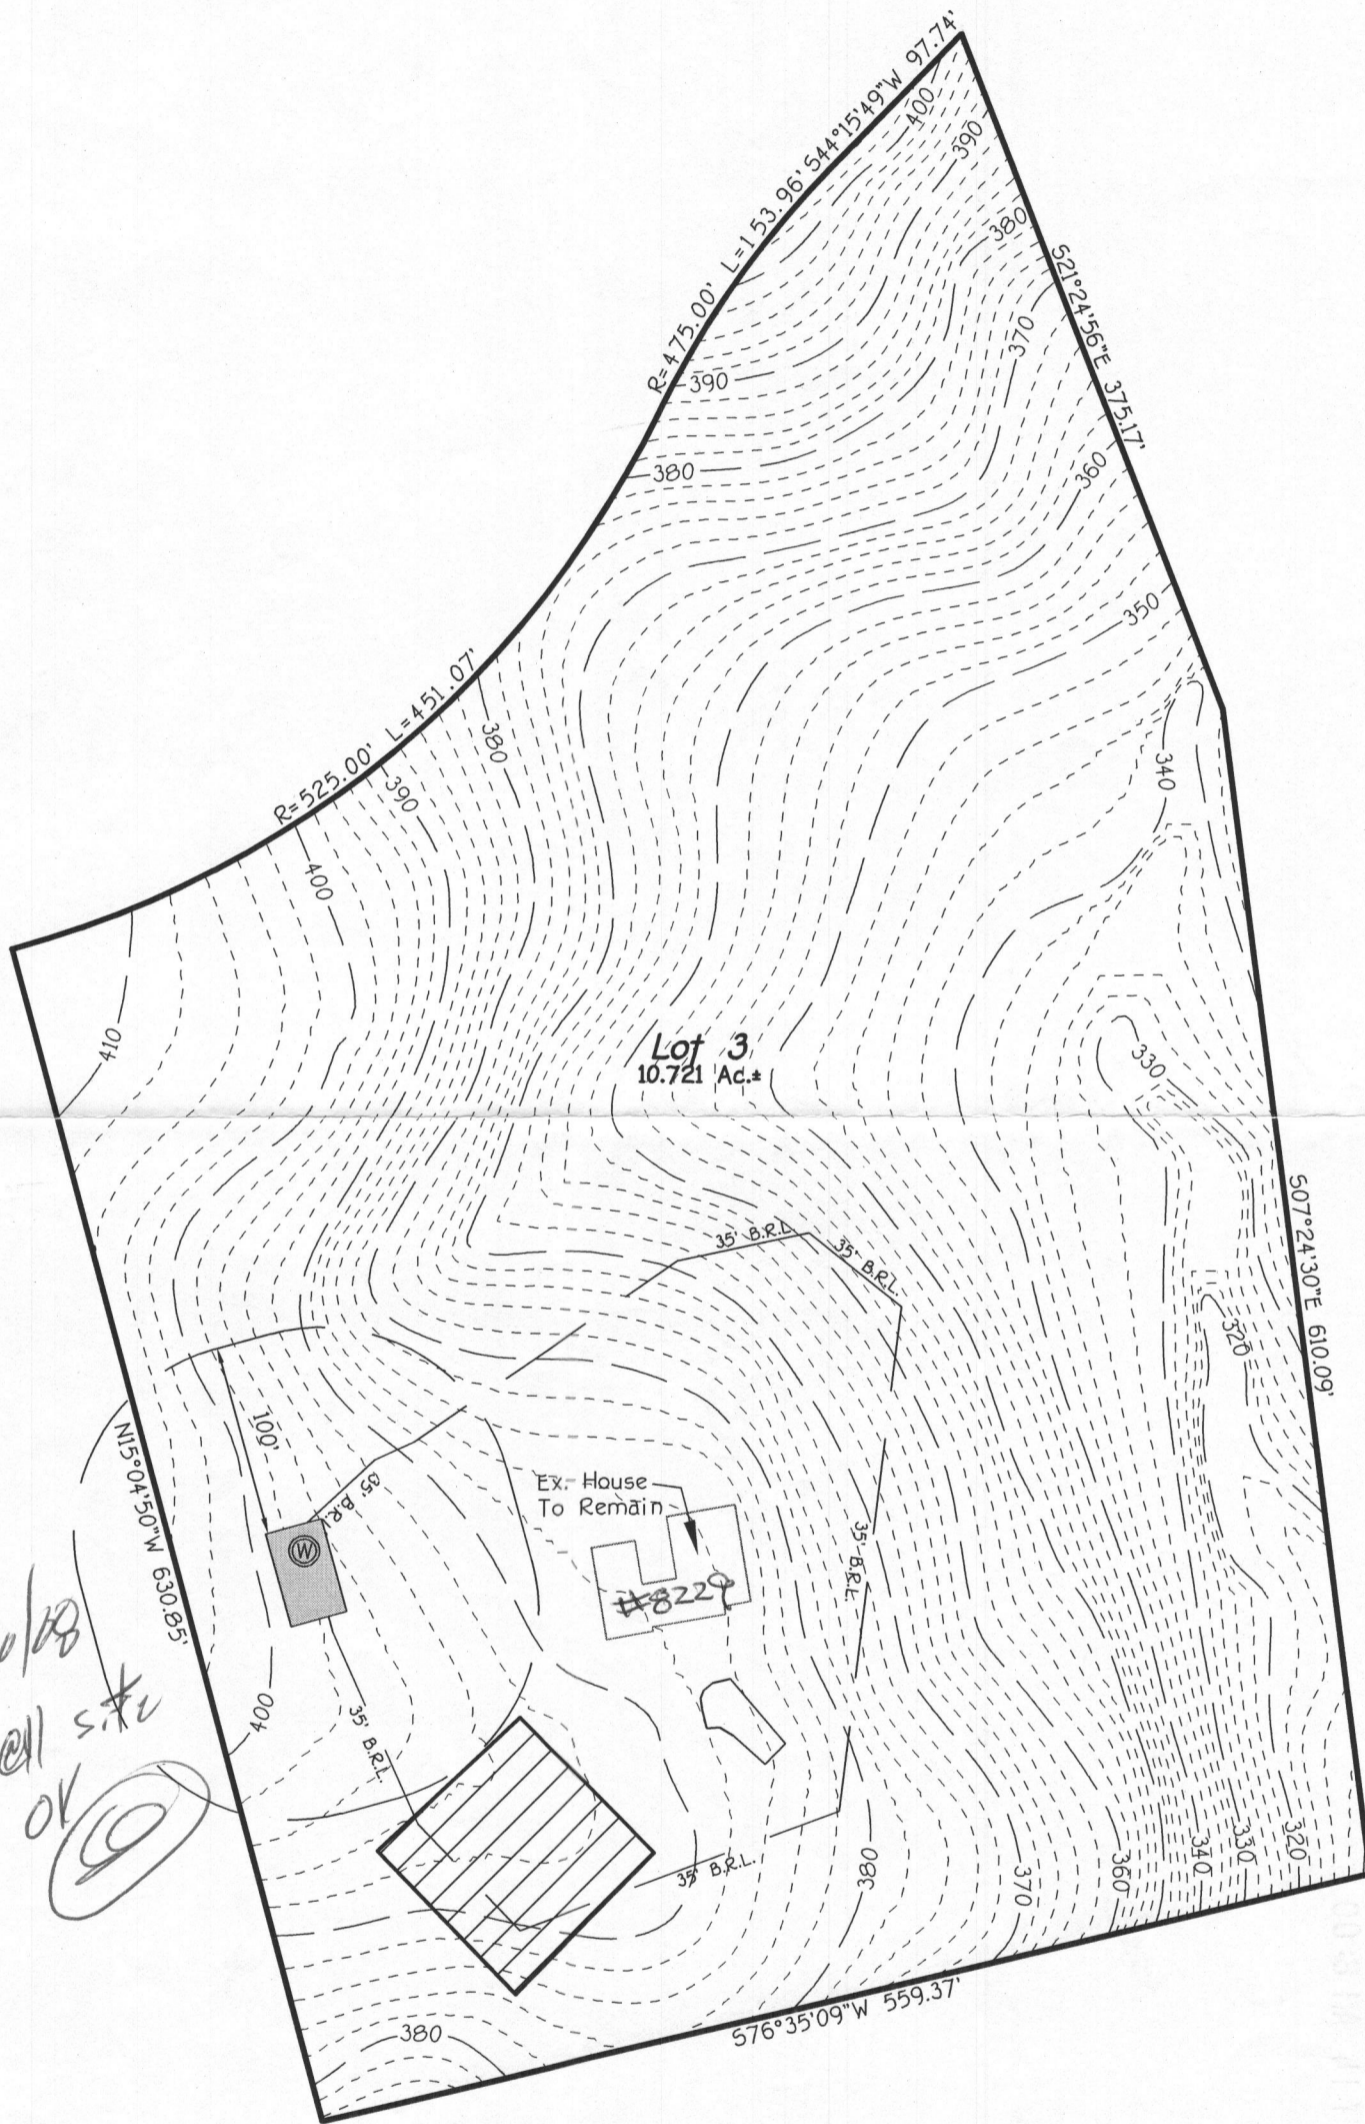 S44°15'49"W 97.74'
R=475.00' L=153.96'
400
390
380
S21°24'56"E 375.17'
370
390
360
380
350
R=525.00' L=451.07'
380
390
340
400
410
Lot 3
10.721 Ac.±
330
S07°24'30"E 610.09'
35' B.R.L.
35' B.R.L.
320
100'
N15°04'50"W 630.85'
35' B.R.L.
Ex. House
To Remain
W
35' B.R.L.
#8229
/08
site
OK
400
35' B.R.L.
35' B.R.L.
380
370
360
340
330
320
S76°35'09"W 559.37'
380